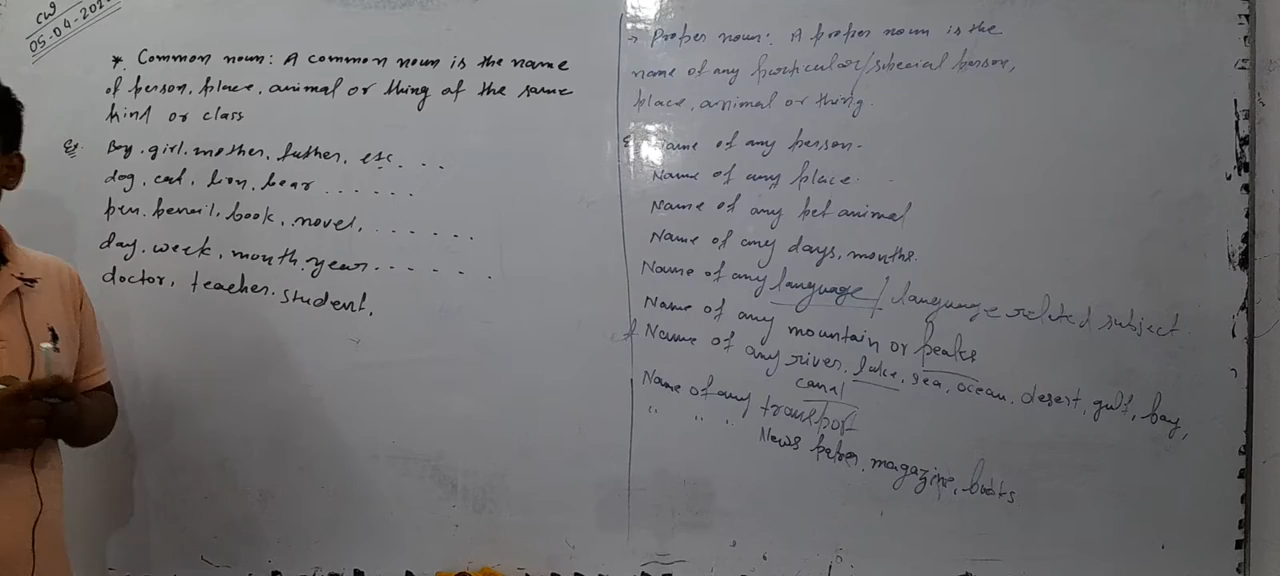 CW
05-04-202
* Common noun: A common noun is the name
of person, place, animal or thing of the same
kind or class
Ex. Boy, girl, mother, father, etc. . . .
dog, cat, lion, bear . . . . . .
pen, pencil, book, novel, . . . . . .
day, week, month, year . . . . . .
doctor, teacher, student,
→ Proper noun: A proper noun is the
name of any particular/special person,
place, animal or thing.
Name of any person.
Name of any place.
Name of any pet animal
Name of any days, months.
Name of any language / language related subject.
Name of any mountain or peaks
* Name of any river, lake, sea, ocean, desert, gulf, bay,
canal
Name of any transport
" " " News paper, magazine, books